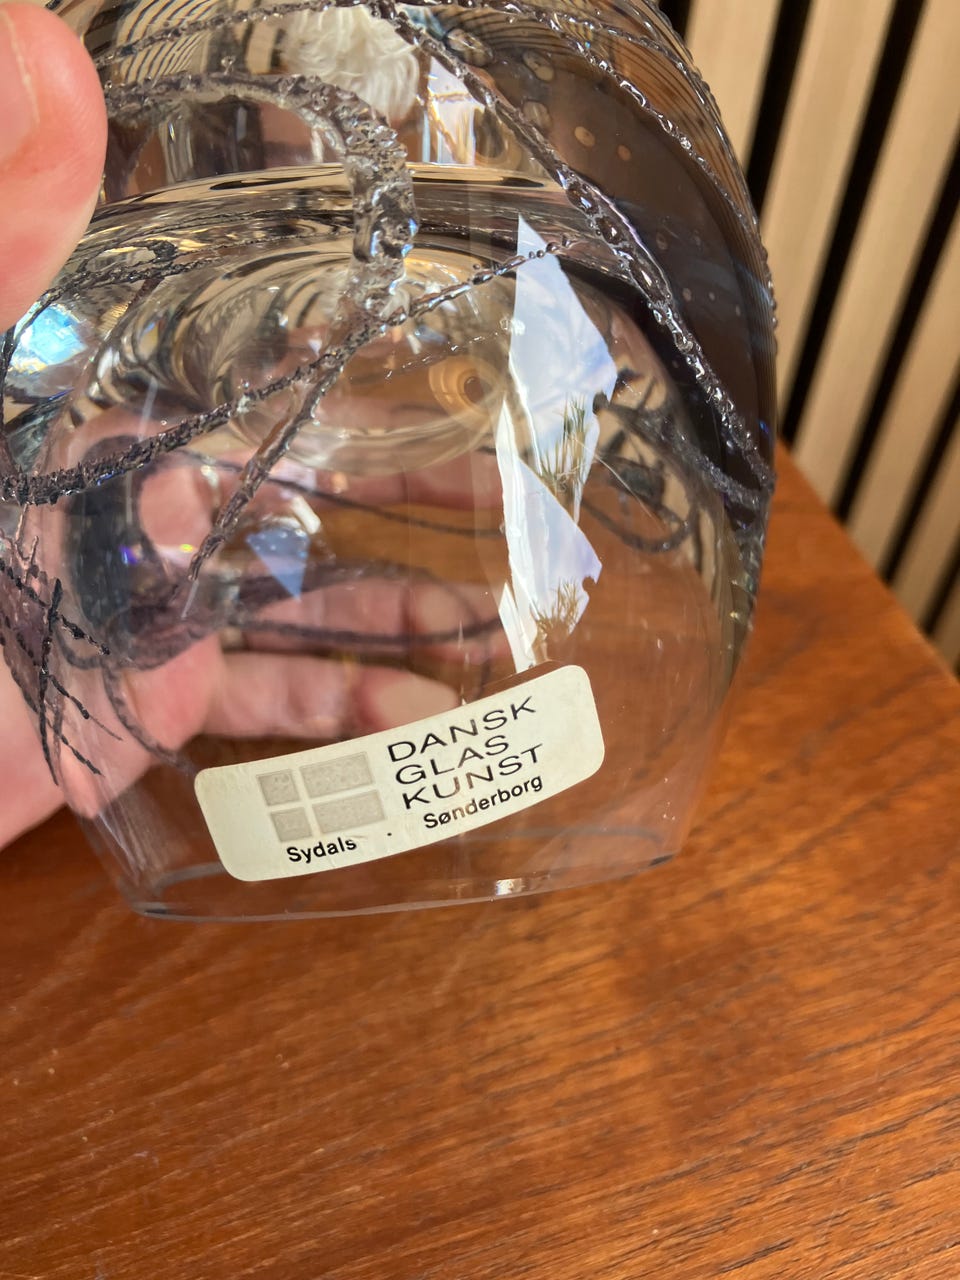 DANSK
GLAS
KUNST
Sydals . Sønderborg